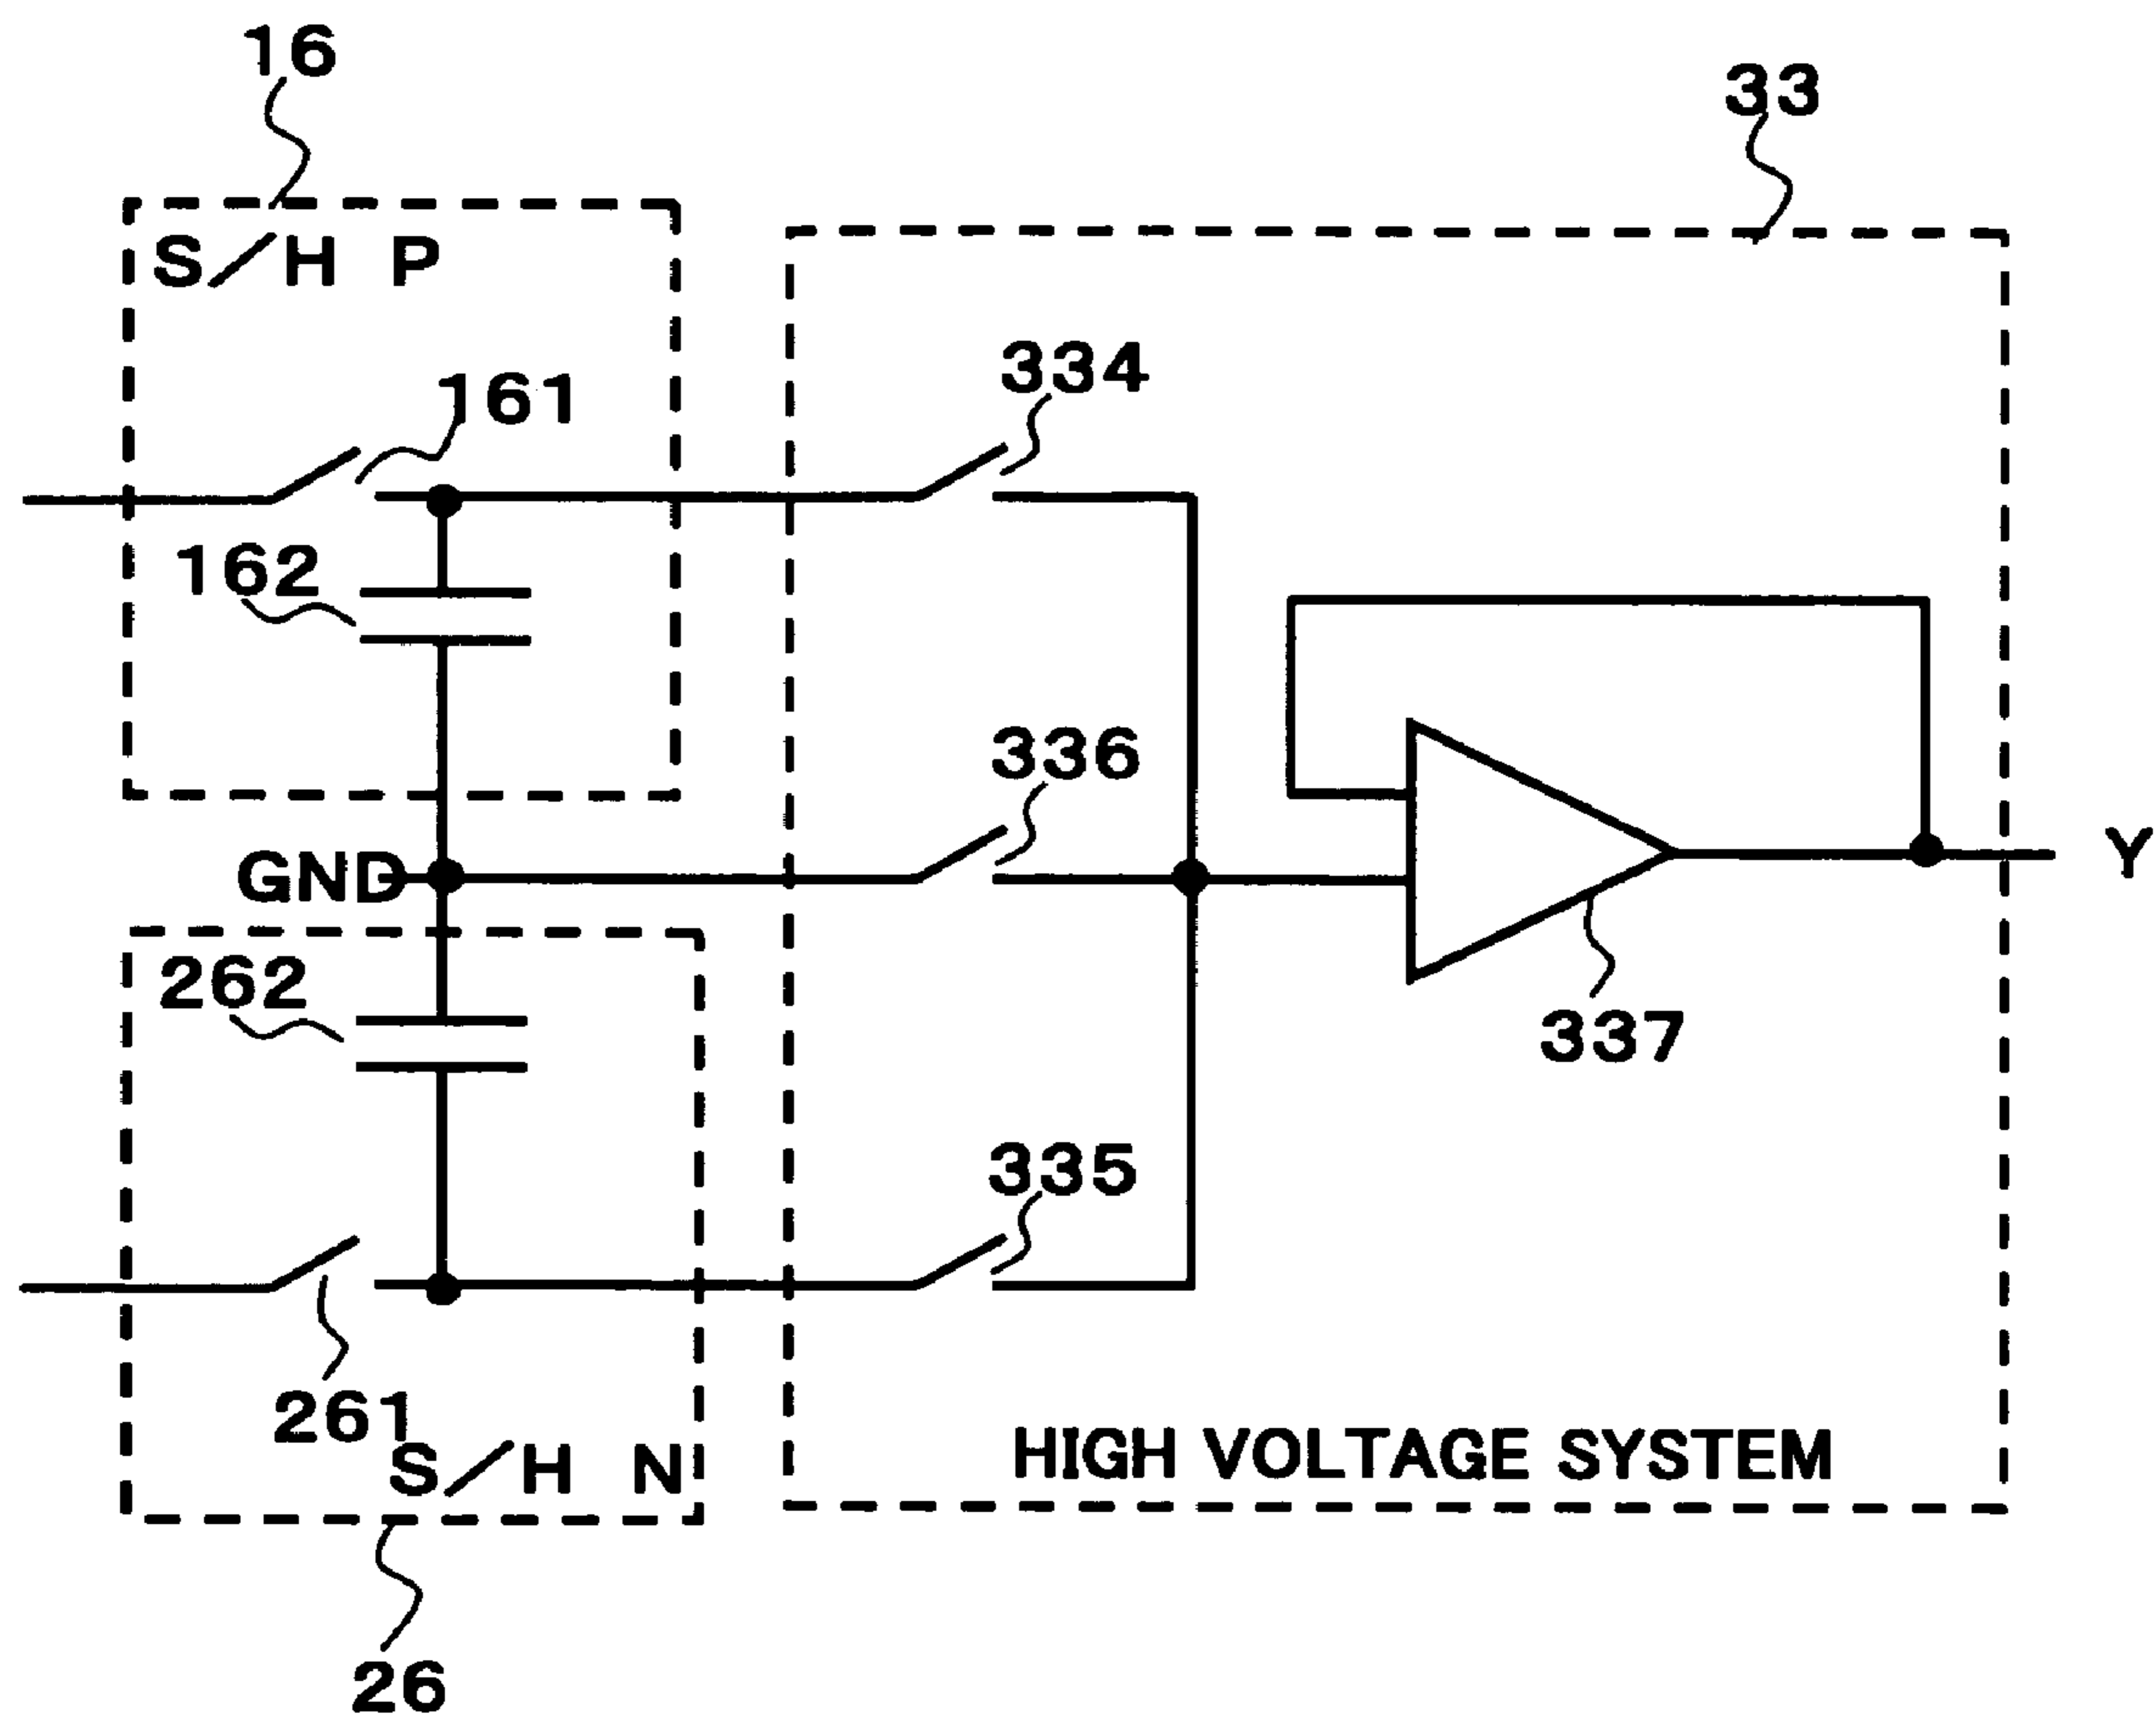 16
33
S/H P
334
161
162
336
Y
GND
262
337
335
261
HIGH VOLTAGE SYSTEM
S/H N
26